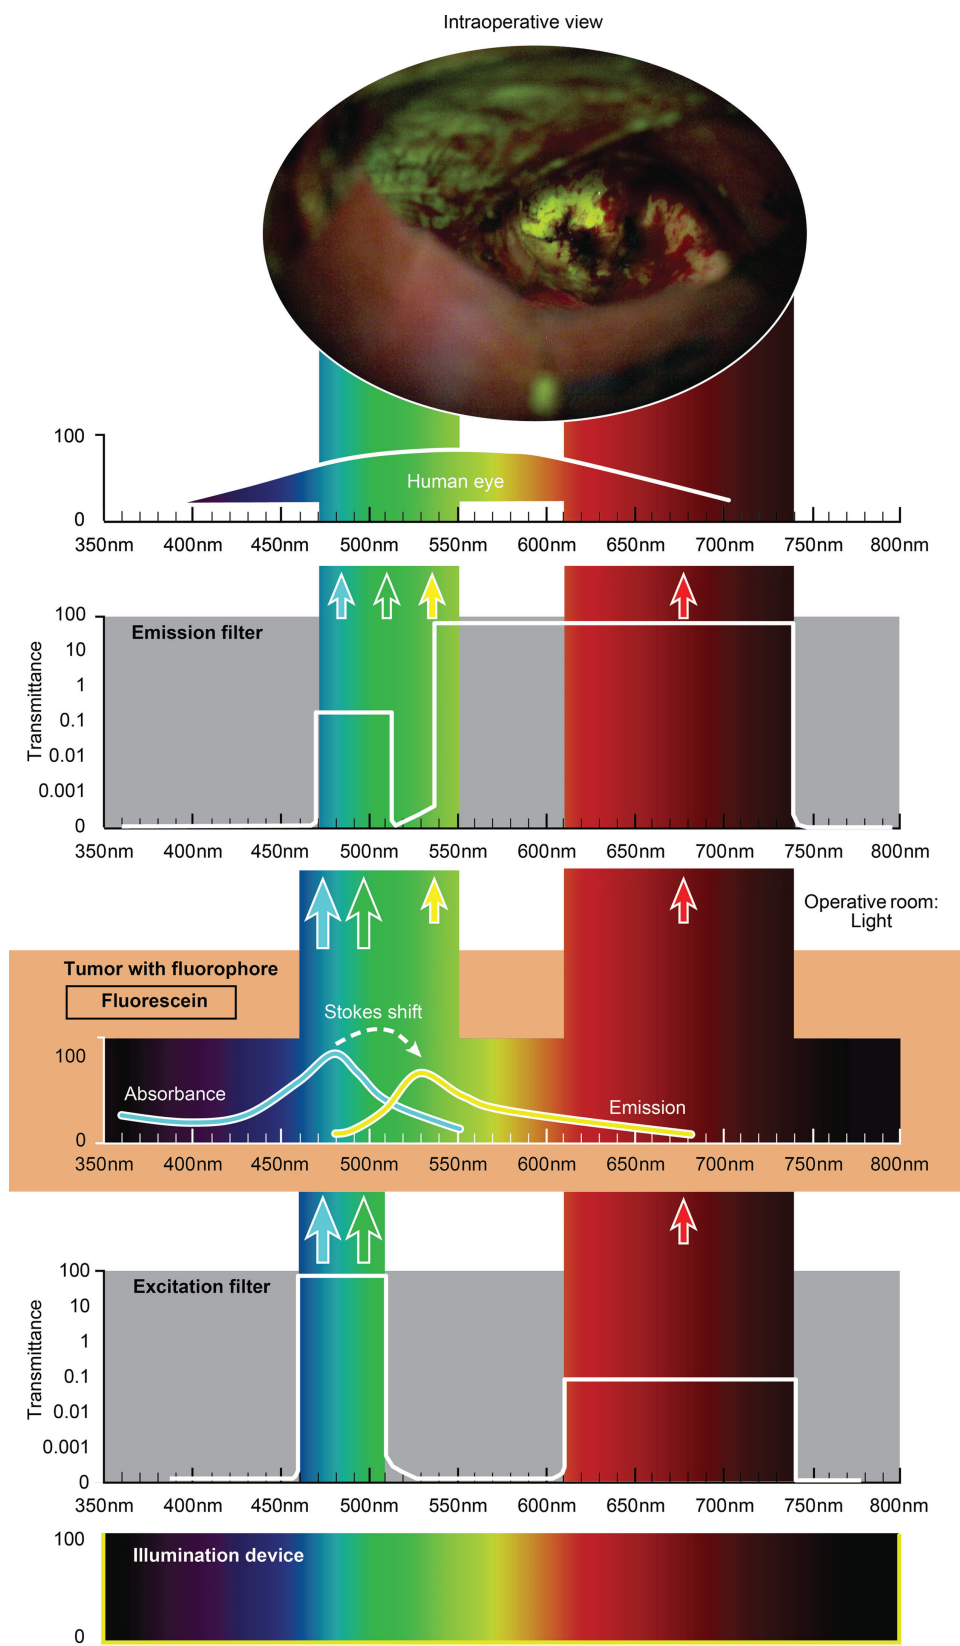 Intraoperative view
100
Human eye
0
350nm 400nm 450nm 500nm 550nm 600nm 650nm 700nm 750nm 800nm
100
Emission filter
10
1
Transmittance
0.1
0.01
0.001
0
350nm 400nm 450nm 500nm 550nm 600nm 650nm 700nm 750nm 800nm
Operative room:
Light
Tumor with fluorophore
Fluorescein
Stokes shift
100
Absorbance
Emission
0
350nm 400nm 450nm 500nm 550nm 600nm 650nm 700nm 750nm 800nm
100
Excitation filter
10
1
Transmittance
0.1
0.01
0.001
0
350nm 400nm 450nm 500nm 550nm 600nm 650nm 700nm 750nm 800nm
100
Illumination device
0